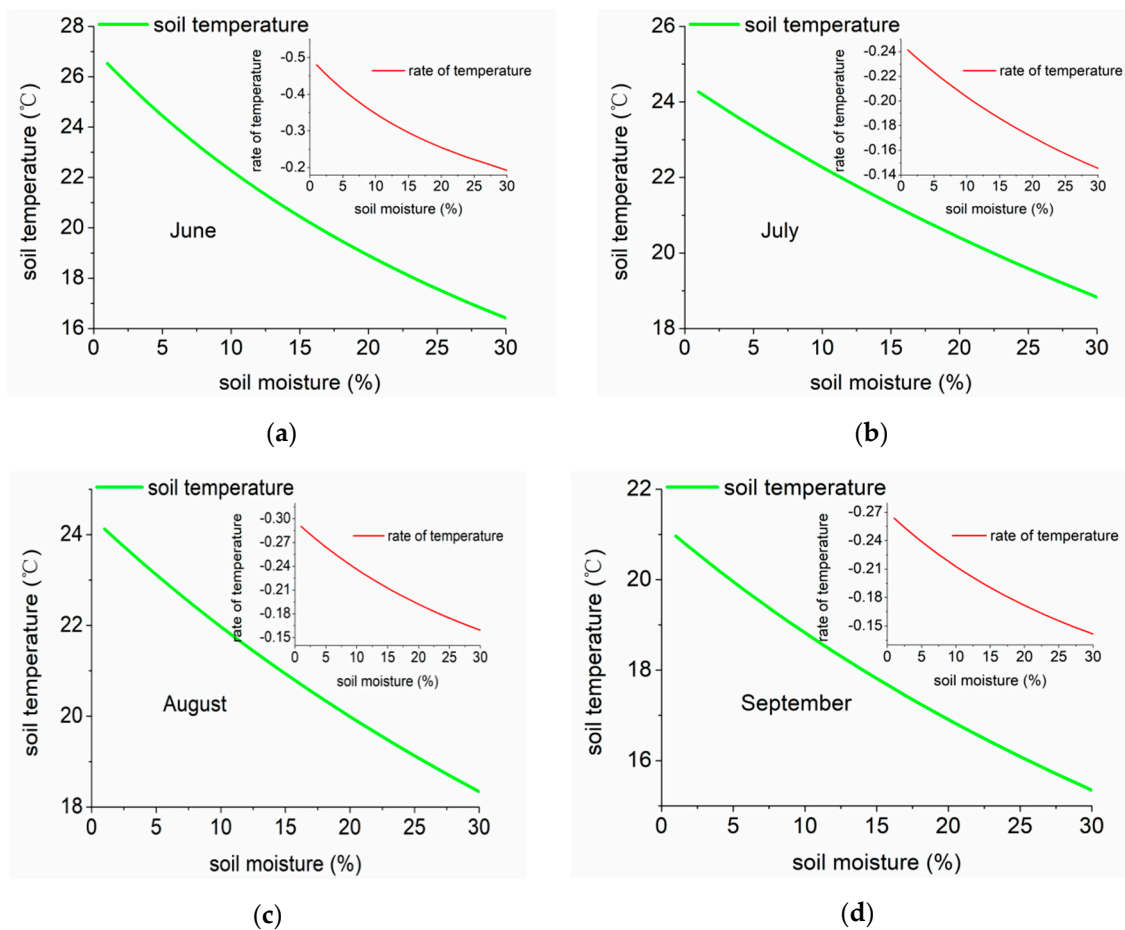 soil temperature
28
26
24
22
20
18
16
soil temperature (℃)
0 5 10 15 20 25 30
soil moisture (%)
June
rate of temperature
-0.5
-0.4
-0.3
-0.2
rate of temperature
0 5 10 15 20 25 30
soil moisture (%)
(a)
soil temperature
26
24
22
20
18
soil temperature (℃)
0 5 10 15 20 25 30
soil moisture (%)
July
rate of temperature
-0.24
-0.22
-0.20
-0.18
-0.16
-0.14
rate of temperature
0 5 10 15 20 25 30
soil moisture (%)
(b)
soil temperature
24
22
20
18
soil temperature (℃)
0 5 10 15 20 25 30
soil moisture (%)
August
rate of temperature
-0.30
-0.27
-0.24
-0.21
-0.18
-0.15
rate of temperature
0 5 10 15 20 25 30
soil moisture (%)
(c)
soil temperature
22
20
18
16
soil temperature (℃)
0 5 10 15 20 25 30
soil moisture (%)
September
rate of temperature
-0.27
-0.24
-0.21
-0.18
-0.15
rate of temperature
0 5 10 15 20 25 30
soil moisture (%)
(d)